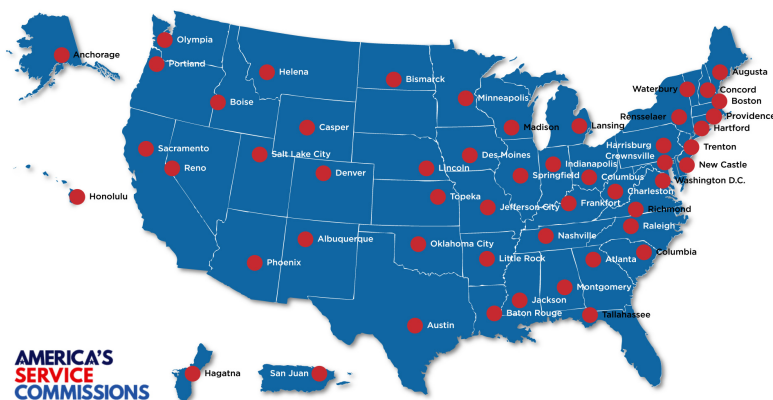 Olympia
Anchorage
Portland
Helena
Bismarck
Augusta
Waterbury
Concord
Boise
Minneapolis
Boston
Rensselaer
Providence
Casper
Madison
Lansing
Hartford
Sacramento
Harrisburg
Trenton
Salt Lake City
Des Moines
Crownsville
Reno
Denver
Lincoln
Indianapolis
New Castle
Springfield
Columbus
Washington D.C.
Honolulu
Topeka
Charleston
Jefferson City
Frankfort
Richmond
Raleigh
Albuquerque
Oklahoma City
Nashville
Columbia
Phoenix
Little Rock
Atlanta
Montgomery
Jackson
Baton Rouge
Tallahassee
Austin
AMERICA'S
SERVICE
COMMISSIONS
Hagatna
San Juan